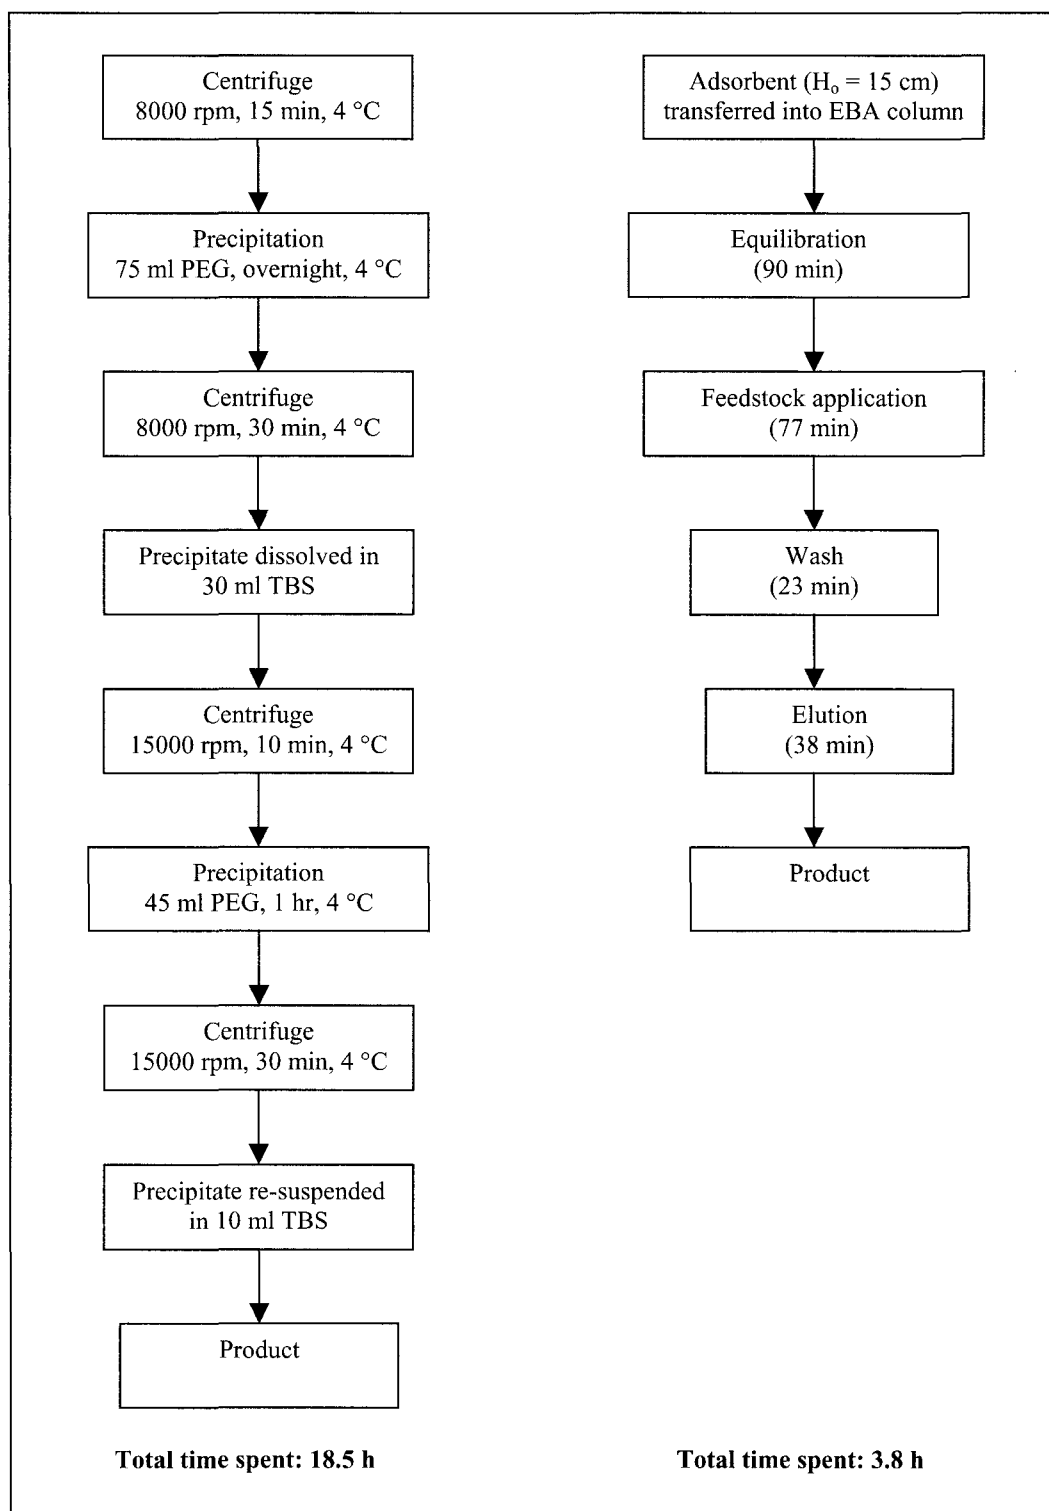 Centrifuge
8000 rpm, 15 min, 4 °C
Precipitation
75 ml PEG, overnight, 4 °C
Centrifuge
8000 rpm, 30 min, 4 °C
Precipitate dissolved in
30 ml TBS
Centrifuge
15000 rpm, 10 min, 4 °C
Precipitation
45 ml PEG, 1 hr, 4 °C
Centrifuge
15000 rpm, 30 min, 4 °C
Precipitate re-suspended
in 10 ml TBS
Product
Total time spent: 18.5 h
Adsorbent (Hₒ = 15 cm)
transferred into EBA column
Equilibration
(90 min)
Feedstock application
(77 min)
Wash
(23 min)
Elution
(38 min)
Product
Total time spent: 3.8 h